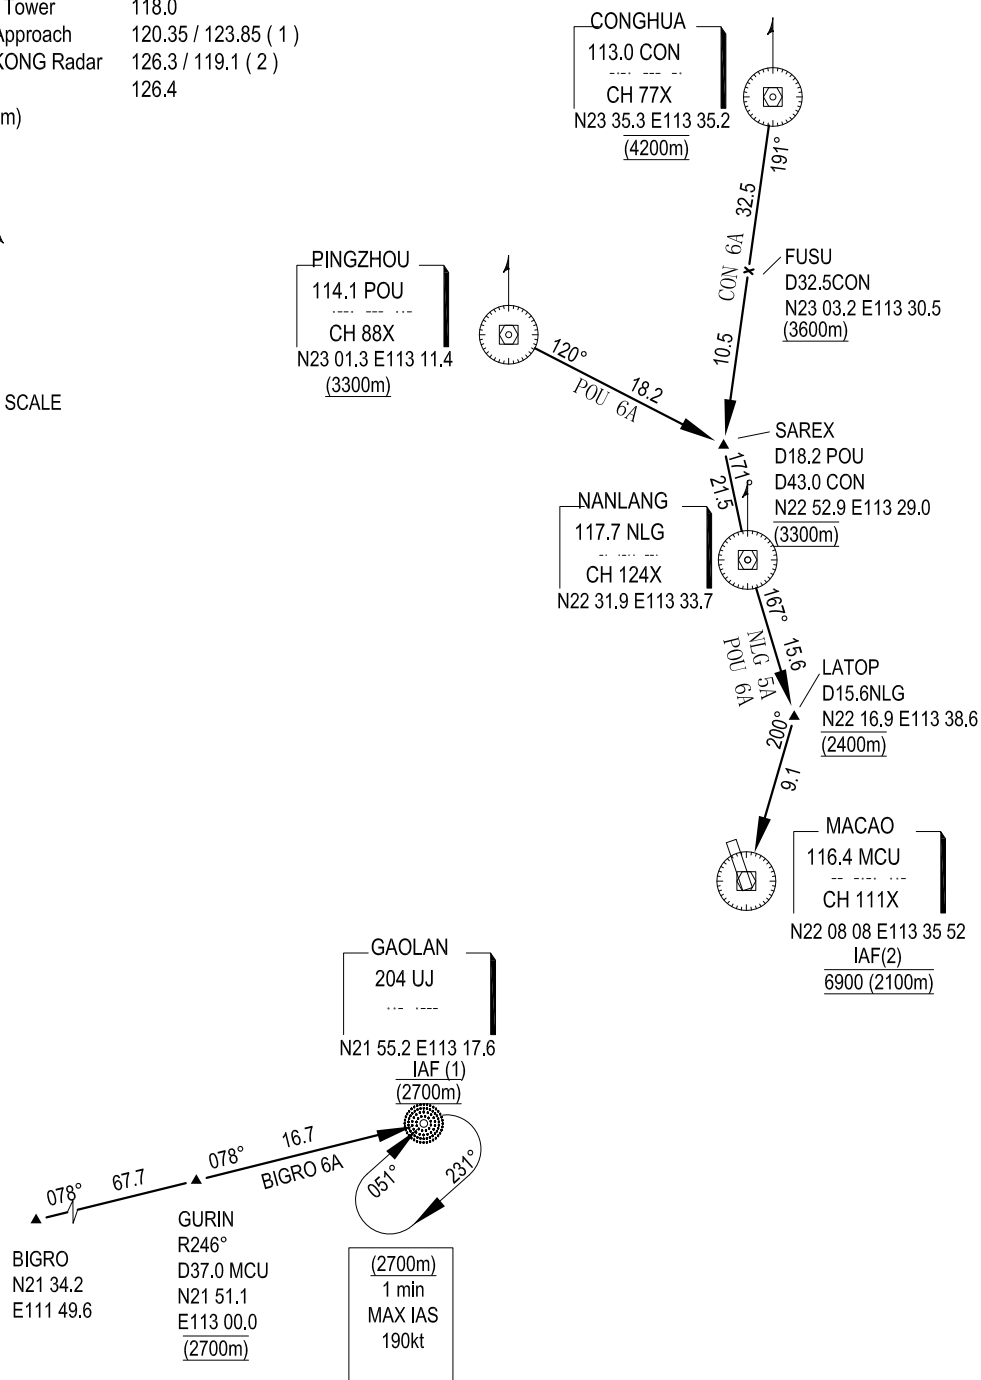 Tower 118.0
Approach 120.35 / 123.85 ( 1 )
KONG Radar 126.3 / 119.1 ( 2 )
126.4
m)
SCALE
CONGHUA
113.0 CON
CH 77X
N23 35.3 E113 35.2
(4200m)
191°
32.5
CON 6A
10.5
FUSU
D32.5CON
N23 03.2 E113 30.5
(3600m)
PINGZHOU
114.1 POU
CH 88X
N23 01.3 E113 11.4
(3300m)
120°
18.2
POU 6A
SAREX
D18.2 POU
D43.0 CON
N22 52.9 E113 29.0
(3300m)
171°
21.5
NANLANG
117.7 NLG
CH 124X
N22 31.9 E113 33.7
167°
15.6
NLG 5A
POU 6A
LATOP
D15.6NLG
N22 16.9 E113 38.6
(2400m)
200°
9.1
MACAO
116.4 MCU
CH 111X
N22 08 08 E113 35 52
IAF(2)
6900 (2100m)
GAOLAN
204 UJ
N21 55.2 E113 17.6
IAF (1)
(2700m)
078°
67.7
078°
16.7
BIGRO 6A
051°
231°
BIGRO
N21 34.2
E111 49.6
GURIN
R246°
D37.0 MCU
N21 51.1
E113 00.0
(2700m)
(2700m)
1 min
MAX IAS
190kt